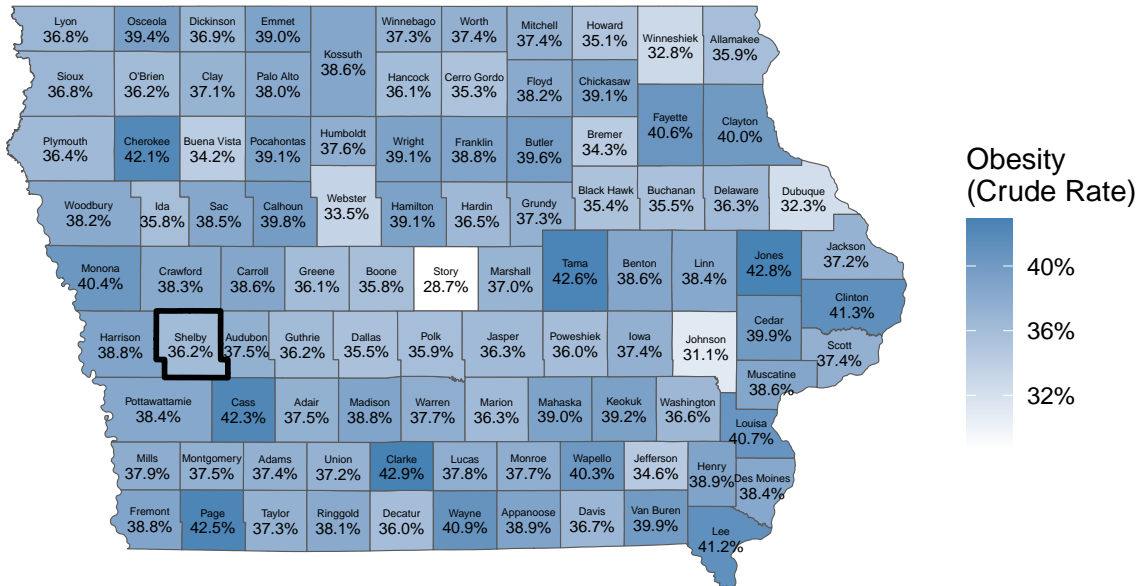 Lyon Osceola Dickinson Emmet Winnebago Worth Mitchell Howard
36.8% 39.4% 36.9% 39.0% 37.3% 37.4% 37.4% 35.1%
Winneshiek Allamakee
32.8% 35.9%
Kossuth
38.6%
Sioux O'Brien Clay Palo Alto Hancock Cerro Gordo Floyd Chickasaw
36.8% 36.2% 37.1% 38.0% 36.1% 35.3% 38.2% 39.1%
Fayette Clayton
40.6% 40.0%
Plymouth Cherokee Buena Vista Pocahontas Humboldt Wright Franklin Butler Bremer
36.4% 42.1% 34.2% 39.1% 37.6% 39.1% 38.8% 39.6% 34.3%
Woodbury Ida Sac Calhoun Webster Hamilton Hardin Grundy Black Hawk Buchanan Delaware Dubuque
38.2% 35.8% 38.5% 39.8% 33.5% 39.1% 36.5% 37.3% 35.4% 35.5% 36.3% 32.3%
Monona Crawford Carroll Greene Boone Story Marshall Tama Benton Linn Jones Jackson
40.4% 38.3% 38.6% 36.1% 35.8% 28.7% 37.0% 42.6% 38.6% 38.4% 42.8% 37.2%
Clinton
41.3%
Harrison Shelby Audubon Guthrie Dallas Polk Jasper Poweshiek Iowa Johnson Cedar Scott
38.8% 36.2% 37.5% 36.2% 35.5% 35.9% 36.3% 36.0% 37.4% 31.1% 39.9% 37.4%
Muscatine
38.6%
Pottawattamie Cass Adair Madison Warren Marion Mahaska Keokuk Washington Louisa
38.4% 42.3% 37.5% 38.8% 37.7% 36.3% 39.0% 39.2% 36.6% 40.7%
Mills Montgomery Adams Union Clarke Lucas Monroe Wapello Jefferson Henry Des Moines
37.9% 37.5% 37.4% 37.2% 42.9% 37.8% 37.7% 40.3% 34.6% 38.9% 38.4%
Fremont Page Taylor Ringgold Decatur Wayne Appanoose Davis Van Buren Lee
38.8% 42.5% 37.3% 38.1% 36.0% 40.9% 38.9% 36.7% 39.9% 41.2%
Obesity
(Crude Rate)
40%
36%
32%